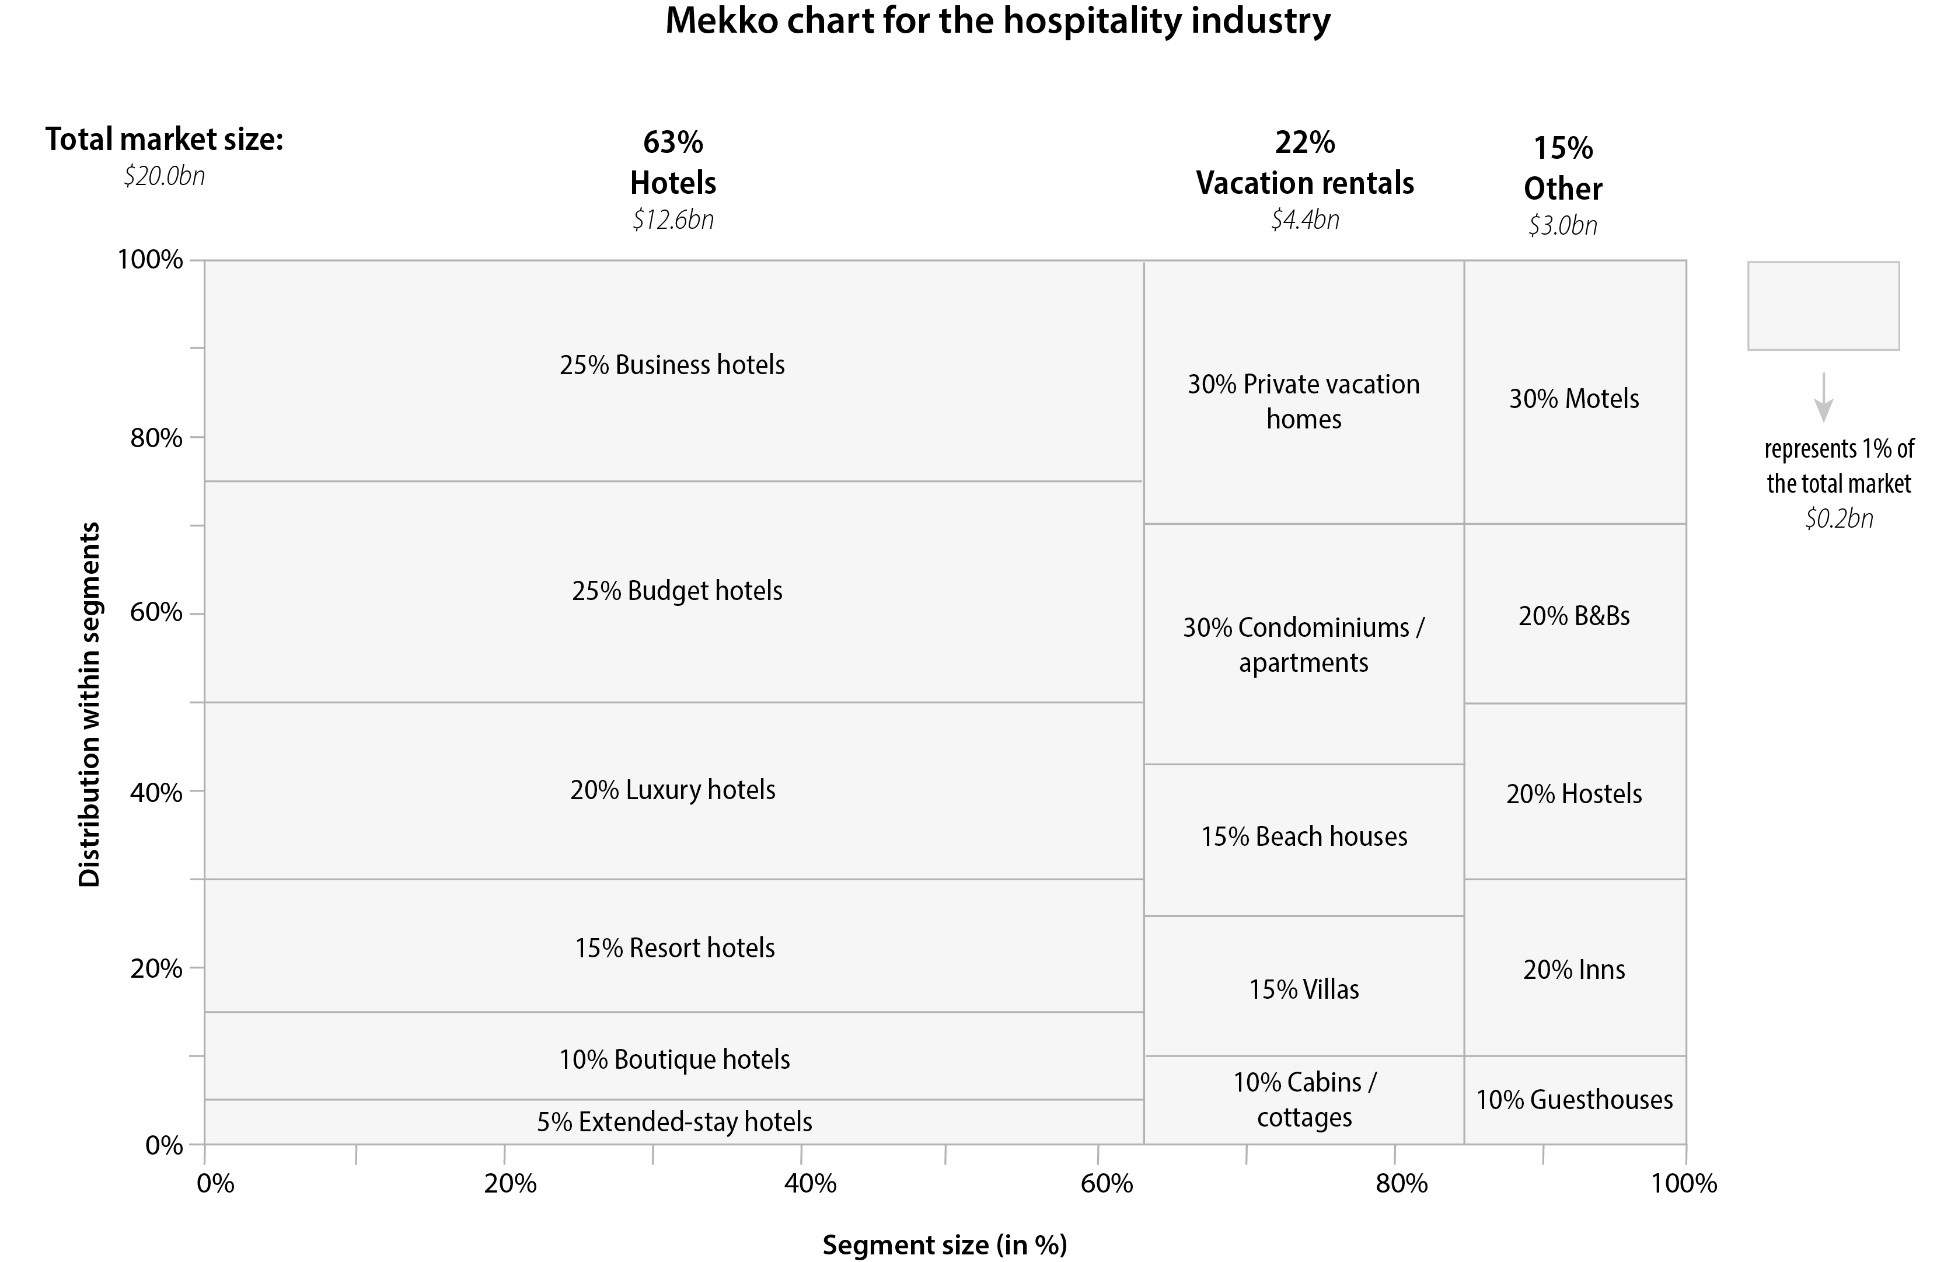 Mekko chart for the hospitality industry
Total market size:
$20.0bn
63%
Hotels
$12.6bn
22%
Vacation rentals
$4.4bn
15%
Other
$3.0bn
100%
80%
60%
40%
20%
0%
Distribution within segments
25% Business hotels
25% Budget hotels
20% Luxury hotels
15% Resort hotels
10% Boutique hotels
5% Extended-stay hotels
30% Private vacation
homes
30% Condominiums /
apartments
15% Beach houses
15% Villas
10% Cabins /
cottages
30% Motels
20% B&Bs
20% Hostels
20% Inns
10% Guesthouses
represents 1% of
the total market
$0.2bn
0%
20%
40%
60%
80%
100%
Segment size (in %)